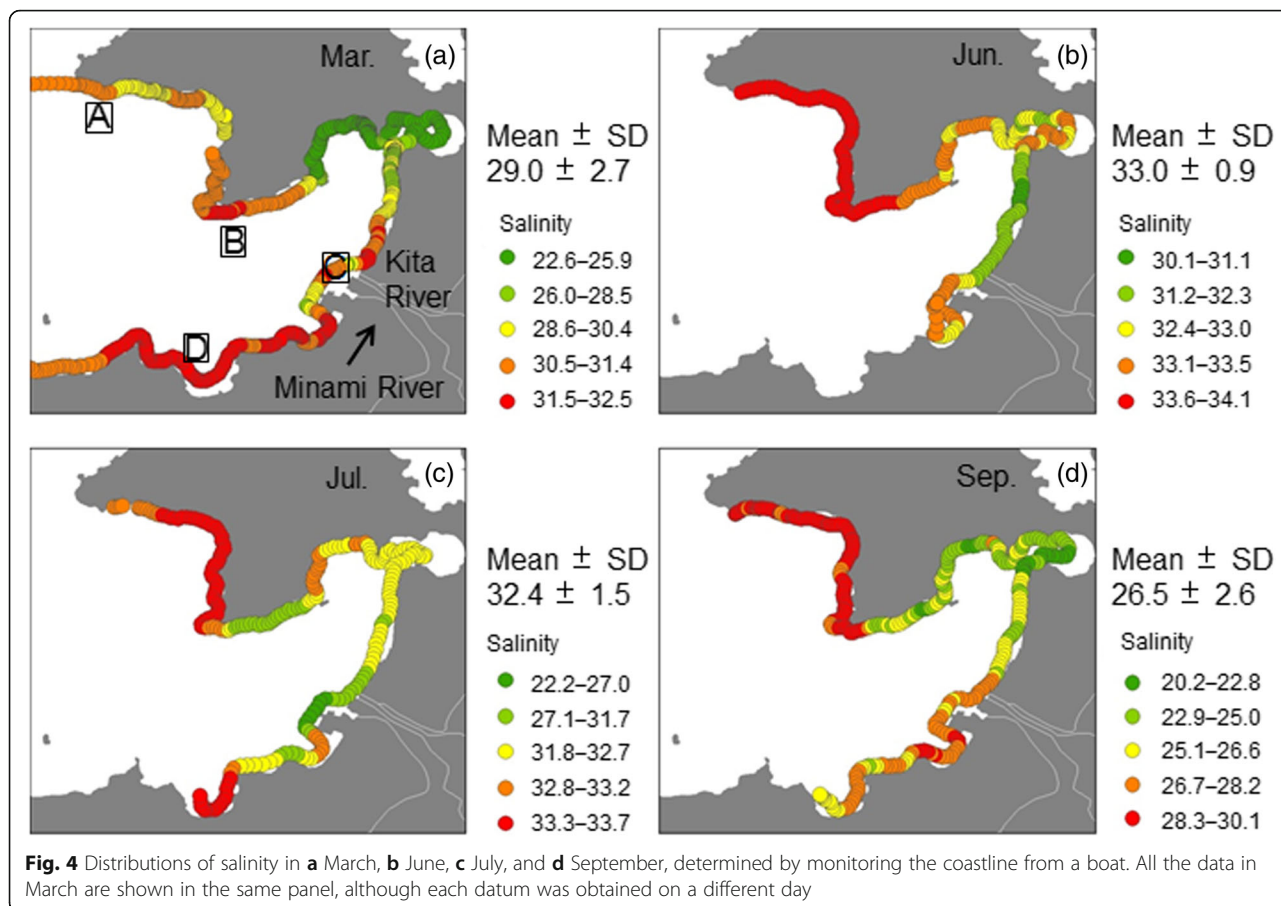 Mar.
(a)
A
B
C
D
Kita
River
Minami River
Mean ± SD
29.0 ± 2.7
Salinity
22.6–25.9
26.0–28.5
28.6–30.4
30.5–31.4
31.5–32.5
Jun.
(b)
Mean ± SD
33.0 ± 0.9
Salinity
30.1–31.1
31.2–32.3
32.4–33.0
33.1–33.5
33.6–34.1
Jul.
(c)
Mean ± SD
32.4 ± 1.5
Salinity
22.2–27.0
27.1–31.7
31.8–32.7
32.8–33.2
33.3–33.7
Sep.
(d)
Mean ± SD
26.5 ± 2.6
Salinity
20.2–22.8
22.9–25.0
25.1–26.6
26.7–28.2
28.3–30.1
Fig. 4 Distributions of salinity in a March, b June, c July, and d September, determined by monitoring the coastline from a boat. All the data in
March are shown in the same panel, although each datum was obtained on a different day